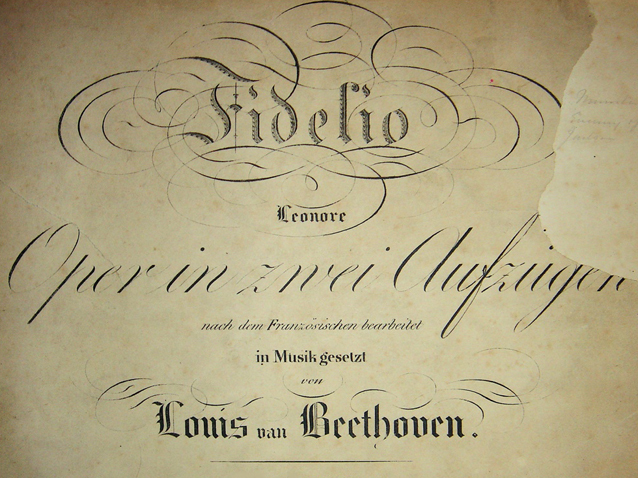 Fidelio
Leonore
Oper in zwei Aufzügen
nach dem Französischen bearbeitet
in Musik gesetzt
von
Louis van Beethoven.